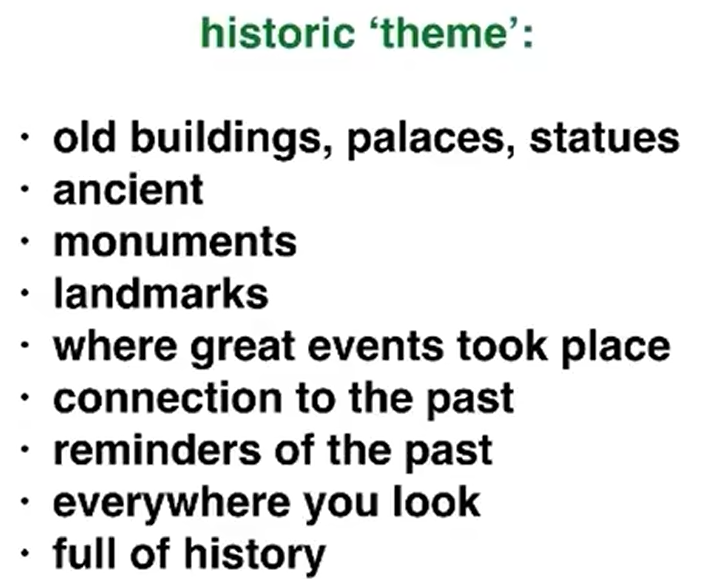 historic ‘theme’:
· old buildings, palaces, statues
· ancient
· monuments
· landmarks
· where great events took place
· connection to the past
· reminders of the past
· everywhere you look
· full of history